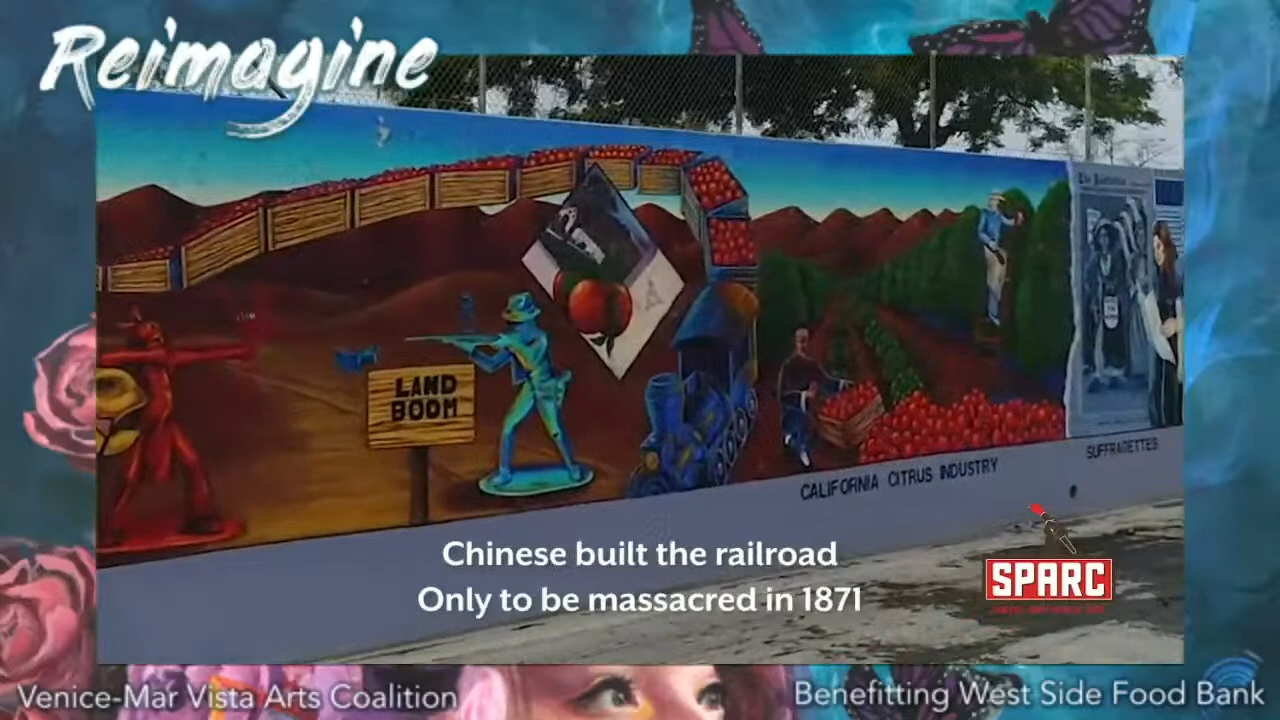 Reimagine
LAND
BOOM
CALIFORNIA CITRUS INDUSTRY
SUFFRAGETTES
Chinese built the railroad
Only to be massacred in 1871
SPARC
Venice-Mar Vista Arts Coalition
Benefitting West Side Food Bank